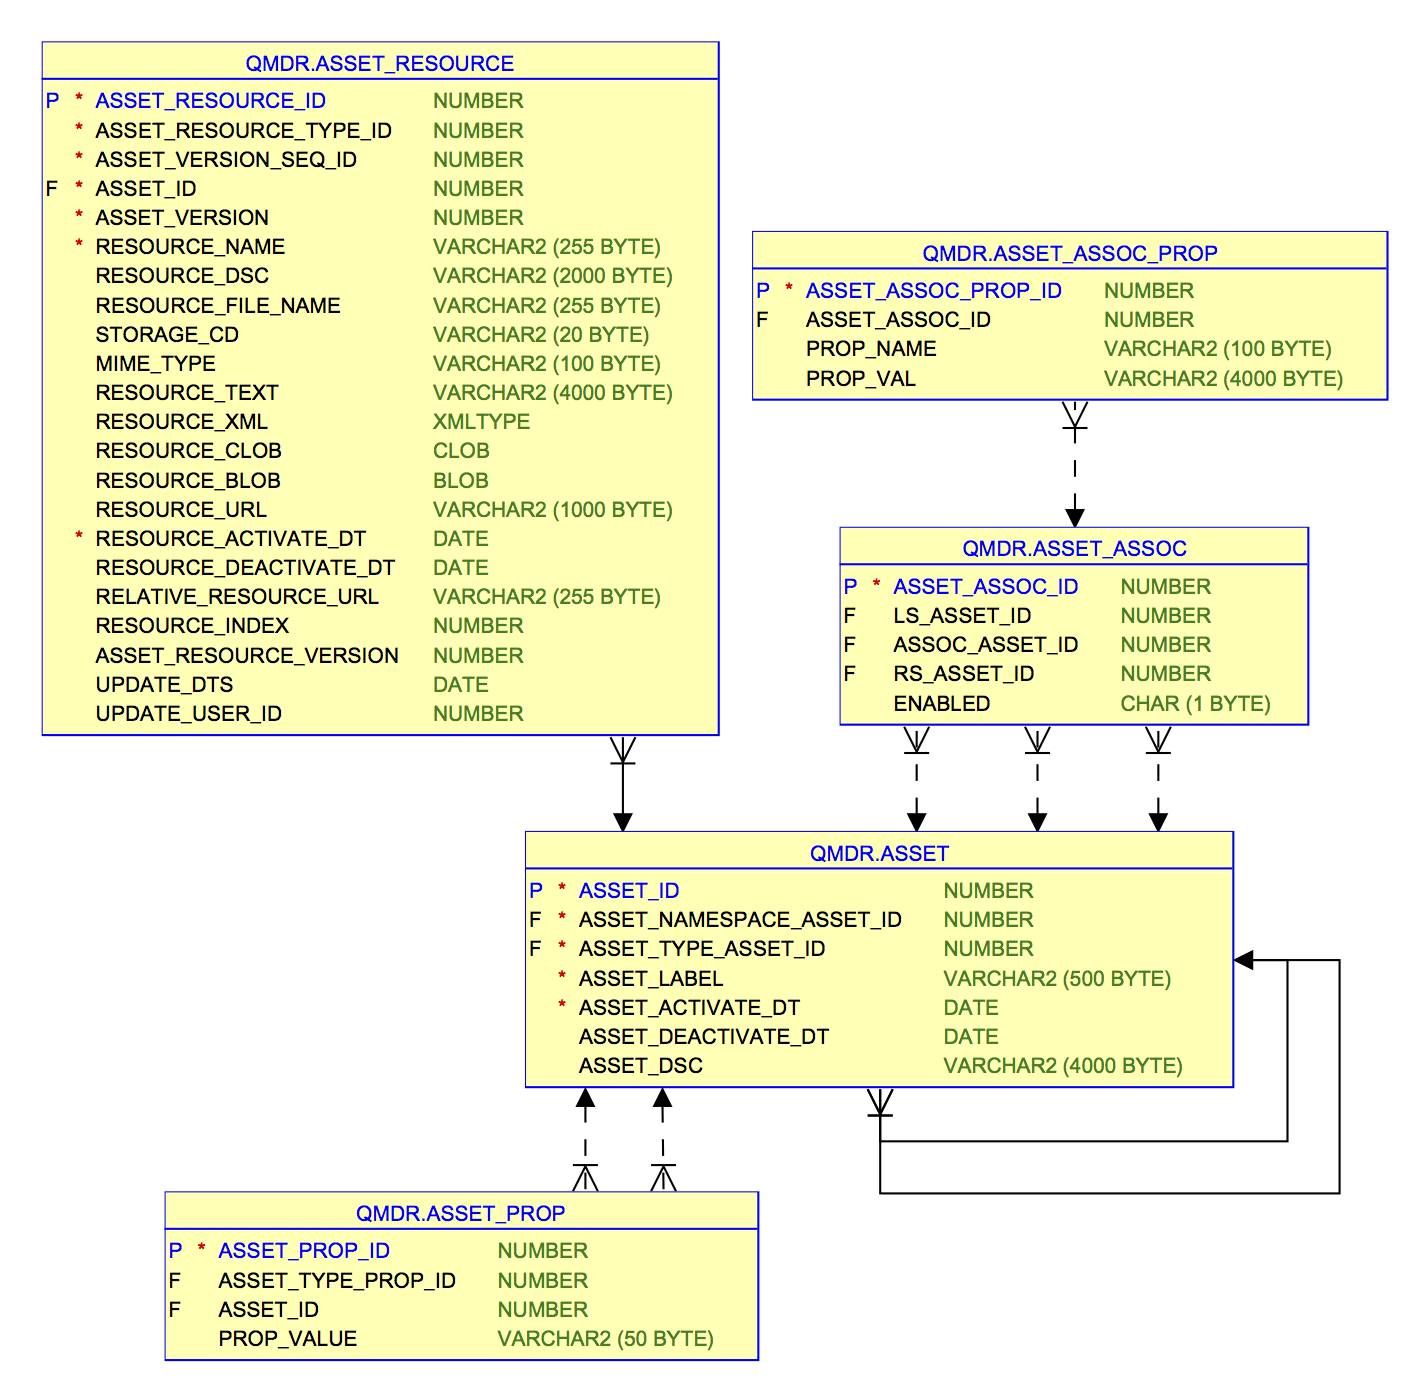 QMDR.ASSET_RESOURCE
P * ASSET_RESOURCE_ID NUMBER
* ASSET_RESOURCE_TYPE_ID NUMBER
* ASSET_VERSION_SEQ_ID NUMBER
F * ASSET_ID NUMBER
* ASSET_VERSION NUMBER
* RESOURCE_NAME VARCHAR2 (255 BYTE)
RESOURCE_DSC VARCHAR2 (2000 BYTE)
RESOURCE_FILE_NAME VARCHAR2 (255 BYTE)
STORAGE_CD VARCHAR2 (20 BYTE)
MIME_TYPE VARCHAR2 (100 BYTE)
RESOURCE_TEXT VARCHAR2 (4000 BYTE)
RESOURCE_XML XMLTYPE
RESOURCE_CLOB CLOB
RESOURCE_BLOB BLOB
RESOURCE_URL VARCHAR2 (1000 BYTE)
* RESOURCE_ACTIVATE_DT DATE
RESOURCE_DEACTIVATE_DT DATE
RELATIVE_RESOURCE_URL VARCHAR2 (255 BYTE)
RESOURCE_INDEX NUMBER
ASSET_RESOURCE_VERSION NUMBER
UPDATE_DTS DATE
UPDATE_USER_ID NUMBER
QMDR.ASSET_ASSOC_PROP
P * ASSET_ASSOC_PROP_ID NUMBER
F ASSET_ASSOC_ID NUMBER
PROP_NAME VARCHAR2 (100 BYTE)
PROP_VAL VARCHAR2 (4000 BYTE)
QMDR.ASSET_ASSOC
P * ASSET_ASSOC_ID NUMBER
F LS_ASSET_ID NUMBER
F ASSOC_ASSET_ID NUMBER
F RS_ASSET_ID NUMBER
ENABLED CHAR (1 BYTE)
QMDR.ASSET
P * ASSET_ID NUMBER
F * ASSET_NAMESPACE_ASSET_ID NUMBER
F * ASSET_TYPE_ASSET_ID NUMBER
* ASSET_LABEL VARCHAR2 (500 BYTE)
* ASSET_ACTIVATE_DT DATE
ASSET_DEACTIVATE_DT DATE
ASSET_DSC VARCHAR2 (4000 BYTE)
QMDR.ASSET_PROP
P * ASSET_PROP_ID NUMBER
F ASSET_TYPE_PROP_ID NUMBER
F ASSET_ID NUMBER
PROP_VALUE VARCHAR2 (50 BYTE)